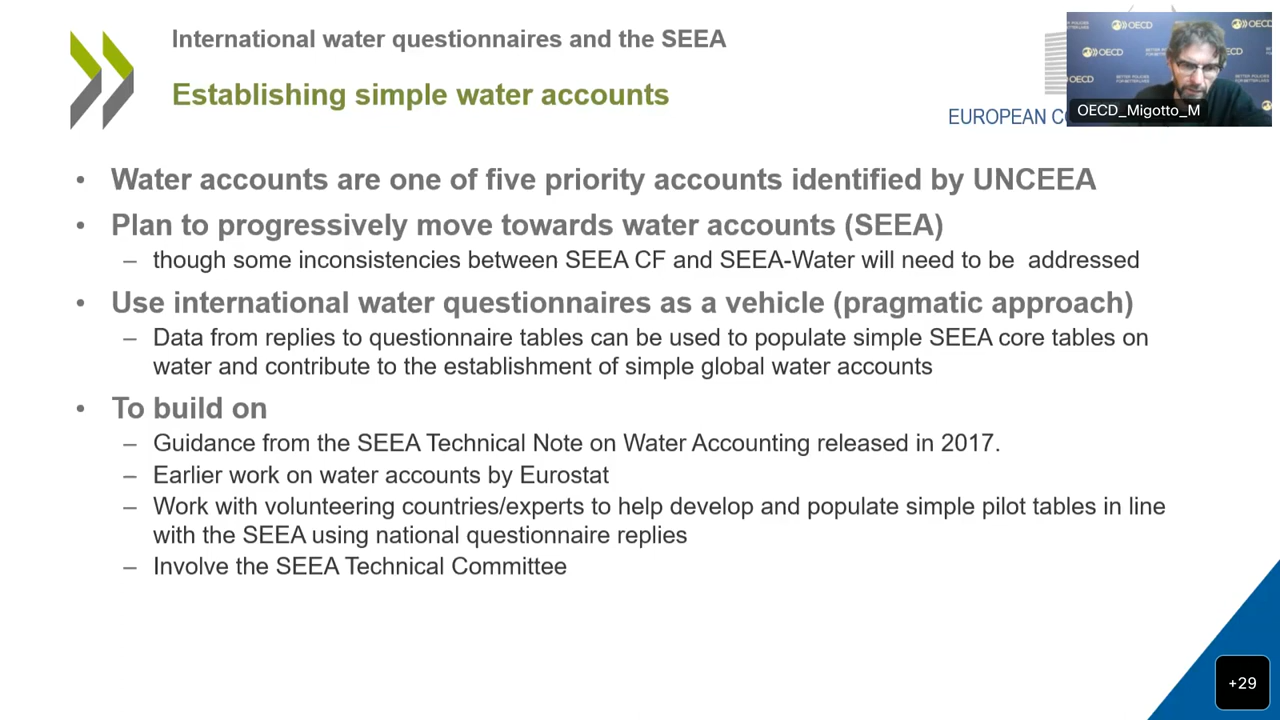 International water questionnaires and the SEEA
Establishing simple water accounts
EUROPEAN
OECD
OECD
OECD
OECD
OECD_Migotto_M
• Water accounts are one of five priority accounts identified by UNCEEA
• Plan to progressively move towards water accounts (SEEA)
– though some inconsistencies between SEEA CF and SEEA-Water will need to be addressed
• Use international water questionnaires as a vehicle (pragmatic approach)
– Data from replies to questionnaire tables can be used to populate simple SEEA core tables on
water and contribute to the establishment of simple global water accounts
• To build on
– Guidance from the SEEA Technical Note on Water Accounting released in 2017.
– Earlier work on water accounts by Eurostat
– Work with volunteering countries/experts to help develop and populate simple pilot tables in line
with the SEEA using national questionnaire replies
– Involve the SEEA Technical Committee
+29